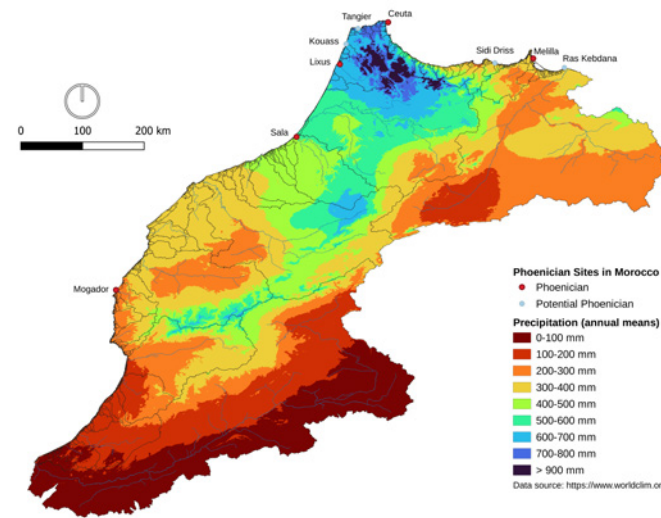 Ceuta
Tangier
Kouass
Lixus
Sidi Driss
Melilla
Ras Kebdana
0 100 200 km
Sala
Mogador
Phoenician Sites in Morocco
Phoenician
Potential Phoenician
Precipitation (annual means)
0-100 mm
100-200 mm
200-300 mm
300-400 mm
400-500 mm
500-600 mm
600-700 mm
700-800 mm
> 900 mm
Data source: https://www.worldclim.or